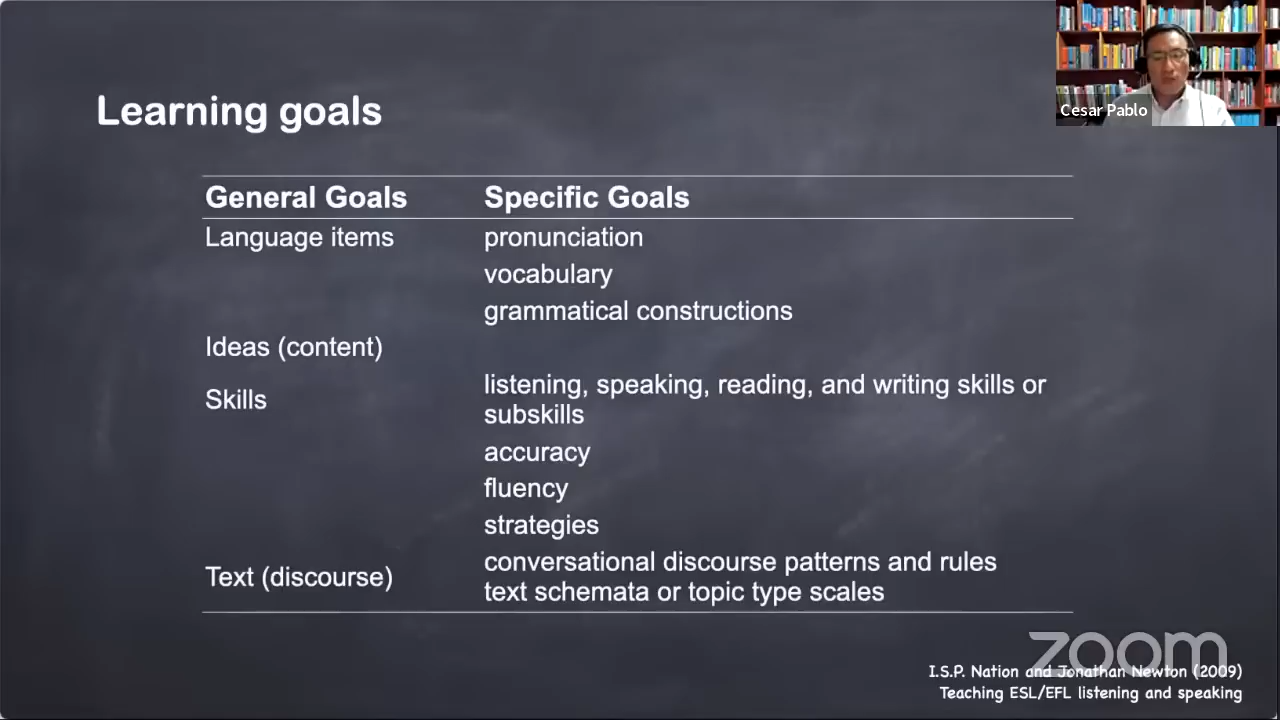 Cesar Pablo
Learning goals
General Goals Specific Goals
Language items pronunciation
vocabulary
grammatical constructions
Ideas (content)
Skills listening, speaking, reading, and writing skills or
subskills
accuracy
fluency
strategies
Text (discourse) conversational discourse patterns and rules
text schemata or topic type scales
zoom
I.S.P. Nation and Jonathan Newton (2009)
Teaching ESL/EFL listening and speaking